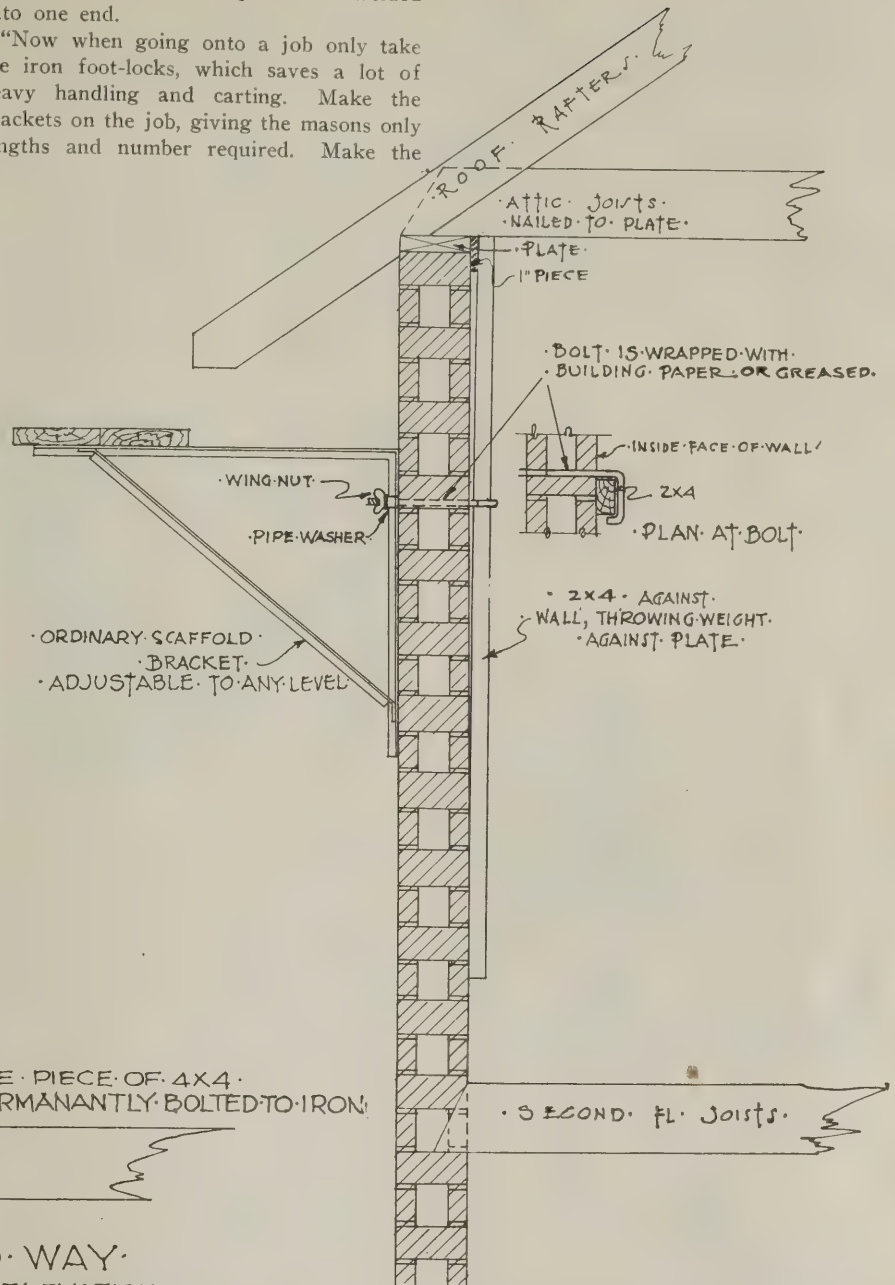 to one end.
"Now when going onto a job only take
iron foot-locks, which saves a lot of
handling and carting. Make the
on the job, giving the masons only
and number required. Make the
·ROOF· RAFTERS·
·ATTIC· JOISTS·
·NAILED· TO· PLATE·
·PLATE·
1" PIECE
·BOLT· IS· WRAPPED· WITH·
·BUILDING· PAPER· OR GREASED·
·INSIDE· FACE· OF· WALL
2X4
·PLAN· AT· BOLT·
·WING· NUT·
·PIPE· WASHER·
·2X4· AGAINST·
WALL, THROWING· WEIGHT·
·AGAINST· PLATE·
·ORDINARY· SCAFFOLD·
·BRACKET·
·ADJUSTABLE· TO· ANY· LEVEL
PIECE· OF· 4X4·
BOLTED· TO· IRON
·SECOND· FL· JOISTS·
WAY·